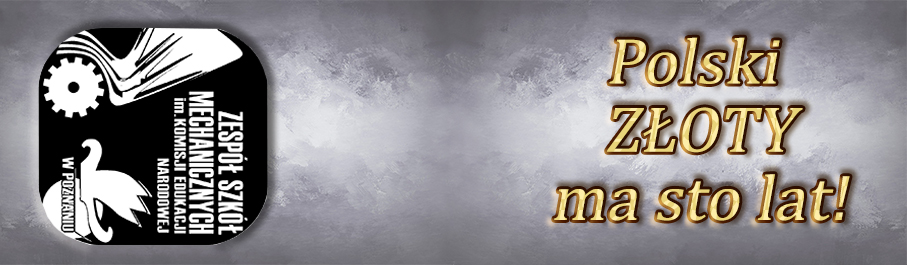 ZESPÓŁ SZKÓŁ
MECHANICZNYCH
im. KOMISJI EDUKACJI
NARODOWEJ
W POZNANIU
Polski
ZŁOTY
ma sto lat!